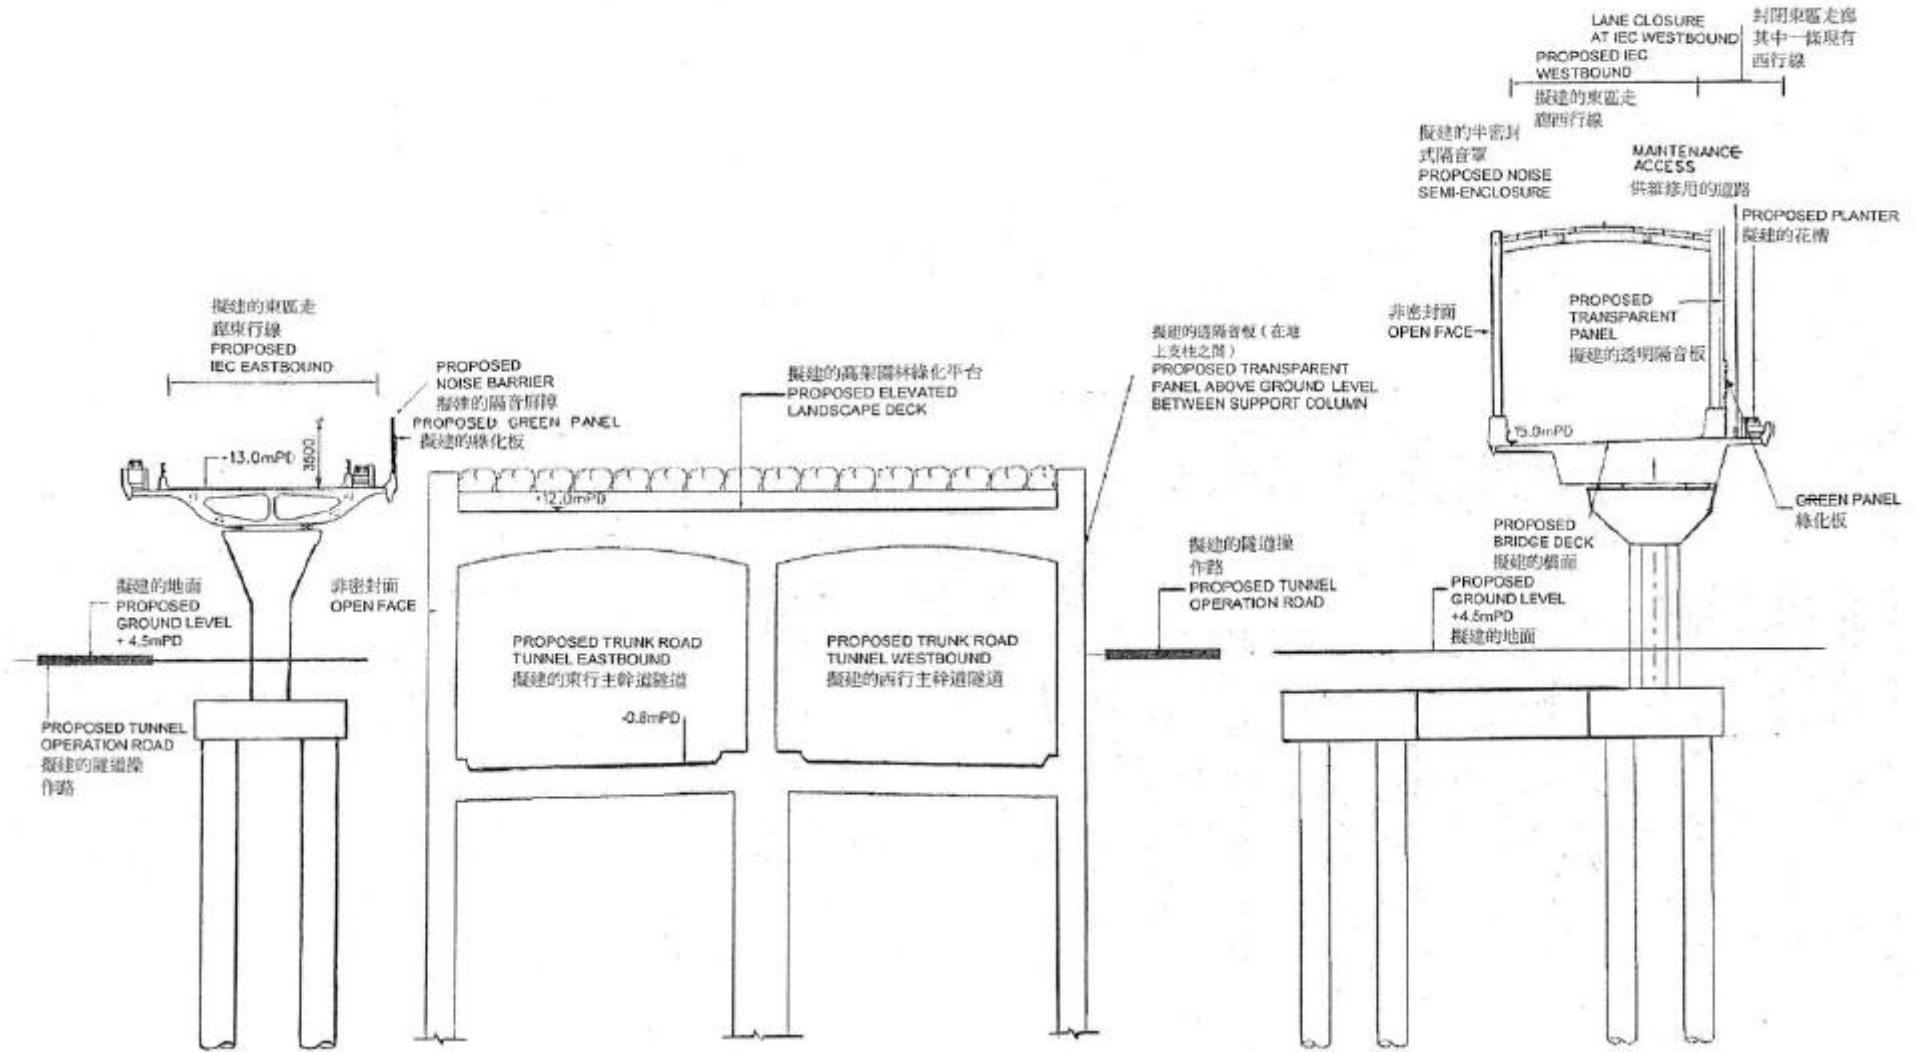 LANE CLOSURE
AT IEC WESTBOUND
封閉東區走廊
其中一條現有
西行線
PROPOSED IEC
WESTBOUND
擬建的東區走
廊西行線
擬建的半密封
式隔音罩
PROPOSED NOISE
SEMI-ENCLOSURE
MAINTENANCE
ACCESS
供維修用的道路
PROPOSED PLANTER
擬建的花槽
擬建的東區走
廊東行線
PROPOSED
IEC EASTBOUND
PROPOSED
NOISE BARRIER
擬建的隔音屏障
PROPOSED GREEN PANEL
擬建的綠化板
3500
13.0mPD
擬建的高架園林綠化平台
PROPOSED ELEVATED
LANDSCAPE DECK
+12.0mPD
擬建的透隔音板（在地
上支柱之間）
PROPOSED TRANSPARENT
PANEL ABOVE GROUND LEVEL
BETWEEN SUPPORT COLUMN
非密封面
OPEN FACE
PROPOSED
TRANSPARENT
PANEL
擬建的透明隔音板
15.0mPD
GREEN PANEL
綠化板
PROPOSED
BRIDGE DECK
擬建的橋面
擬建的地面
PROPOSED
GROUND LEVEL
+ 4.5mPD
非密封面
OPEN FACE
擬建的隧道操
作路
PROPOSED TUNNEL
OPERATION ROAD
PROPOSED
GROUND LEVEL
+4.5mPD
擬建的地面
PROPOSED TRUNK ROAD
TUNNEL EASTBOUND
擬建的東行主幹道隧道
-0.8mPD
PROPOSED TRUNK ROAD
TUNNEL WESTBOUND
擬建的西行主幹道隧道
PROPOSED TUNNEL
OPERATION ROAD
擬建的隧道操
作路